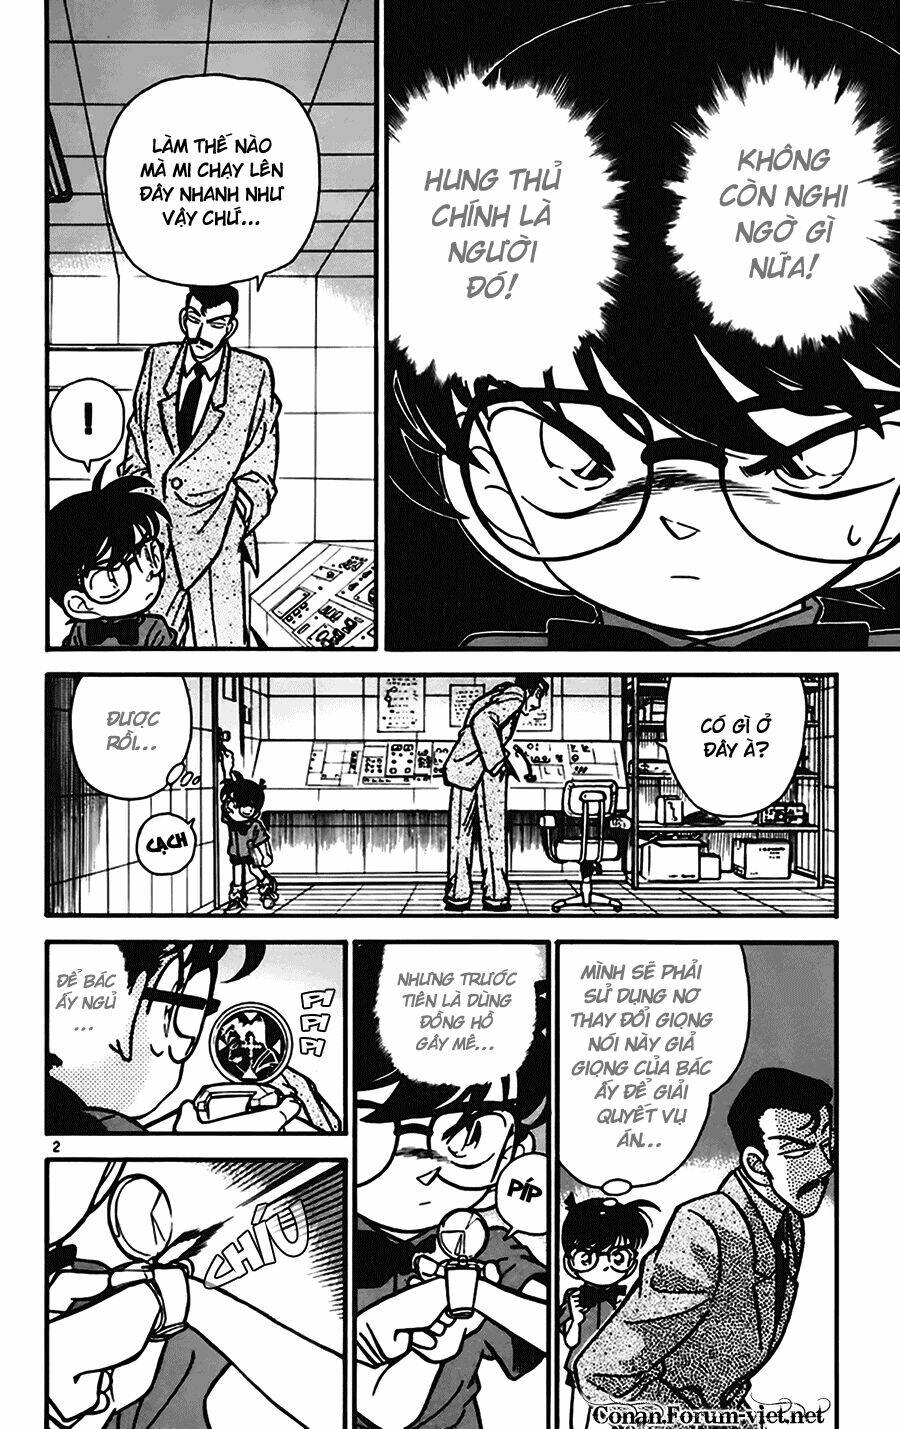 KHÔNG
CÒN NGHI
NGỜ GÌ
NỮA!
HUNG THỦ
CHÍNH LÀ
NGƯỜI
ĐÓ!
LÀM THẾ NÀO
MÀ MI CHẠY LÊN
ĐÂY NHANH NHƯ
VẬY CHỨ...
!
CÓ GÌ Ở
ĐÂY À?
ĐƯỢC
RỒI...
CẠCH
MÌNH SẼ PHẢI
SỬ DỤNG NƠ
THAY ĐỔI GIỌNG
NÓI NÀY GIẢ
GIỌNG CỦA BÁC
ẤY ĐỂ GIẢI
QUYẾT VỤ
ÁN...
NHƯNG TRƯỚC
TIÊN LÀ DÙNG
ĐỒNG HỒ
GÂY MÊ...
PÍP
ĐỂ BÁC
ẤY NGỦ
...
PI
PI
PI
2
Conan.Forum-viet.net